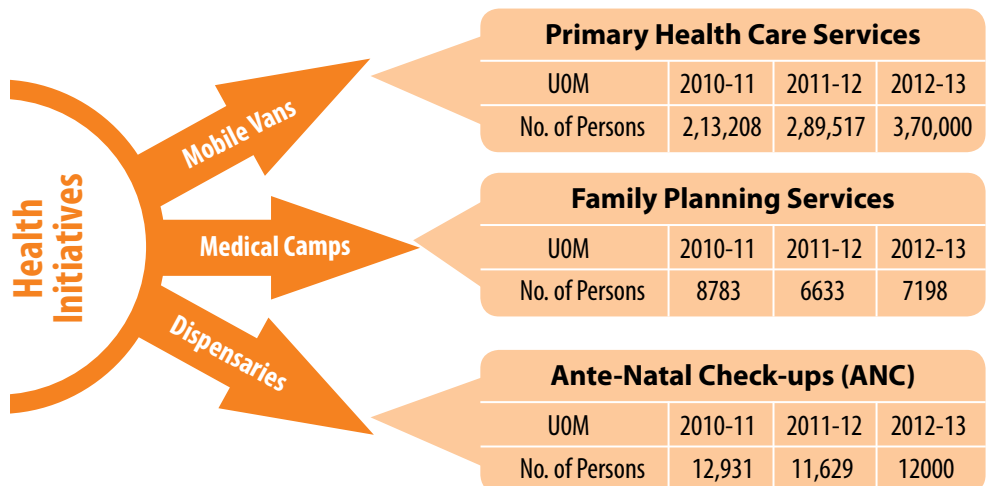 Health
Initiatives
Mobile Vans
Primary Health Care Services
UOM 2010-11 2011-12 2012-13
No. of Persons 2,13,208 2,89,517 3,70,000
Medical Camps
Family Planning Services
UOM 2010-11 2011-12 2012-13
No. of Persons 8783 6633 7198
Dispensaries
Ante-Natal Check-ups (ANC)
UOM 2010-11 2011-12 2012-13
No. of Persons 12,931 11,629 12000